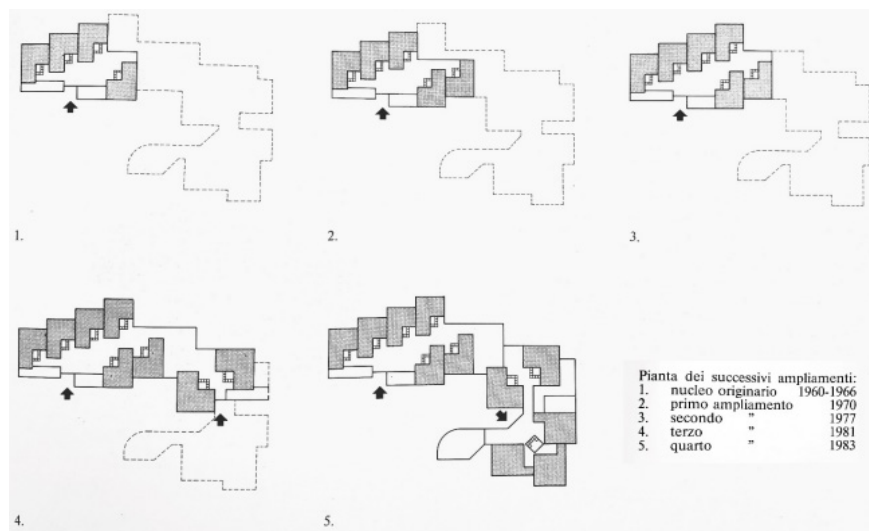 1.
2.
3.
4.
5.
Pianta dei successivi ampliamenti:
1. nucleo originario 1960-1966
2. primo ampliamento 1970
3. secondo " 1977
4. terzo " 1981
5. quarto " 1983